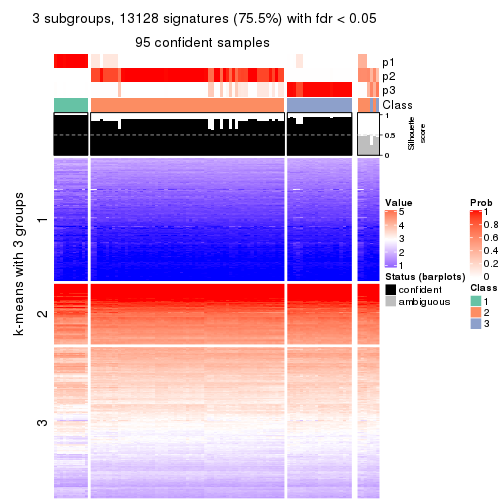 3 subgroups, 13128 signatures (75.5%) with fdr < 0.05
95 confident samples
p1
p2
p3
Class
1
0.5
0
Silhouette
score
k-means with 3 groups
1
2
3
Value
5
4
3
2
1
Status (barplots)
confident
ambiguous
Prob
1
0.8
0.6
0.4
0.2
0
Class
1
2
3